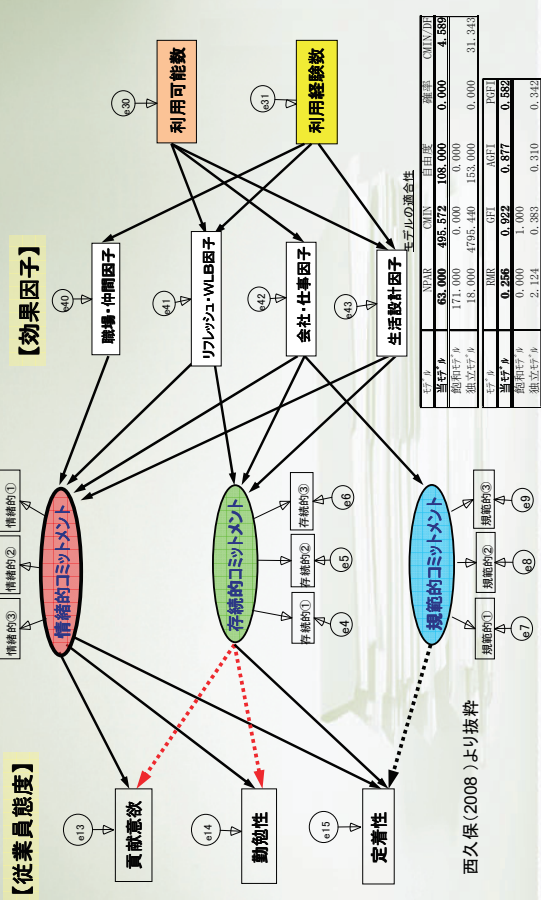 【従業員態度】
【効果因子】
e13
貢献意欲
e14
勤勉性
e15
定着性
情緒的③
情緒的②
情緒的①
情緒的コミットメント
存続的コミットメント
存続的①
存続的②
存続的③
e4
e5
e6
規範的コミットメント
規範的①
規範的②
規範的③
e7
e8
e9
e40
職場・仲間因子
e41
リフレッシュ・WLB因子
e42
会社・仕事因子
e43
生活設計因子
e30
利用可能数
e31
利用経験数
モデルの適合性
モデル NPAR CMIN 自由度 確率 CMIN/DF
当モデル 63.000 495.572 108.000 0.000 4.589
飽和モデル 171.000 0.000 0.000
独立モデル 18.000 4795.440 153.000 0.000 31.343
モデル RMR GFI AGFI PGFI
当モデル 0.256 0.922 0.877 0.582
飽和モデル 0.000 1.000
独立モデル 2.124 0.383 0.310 0.342
西久保(2008 )より抜粋